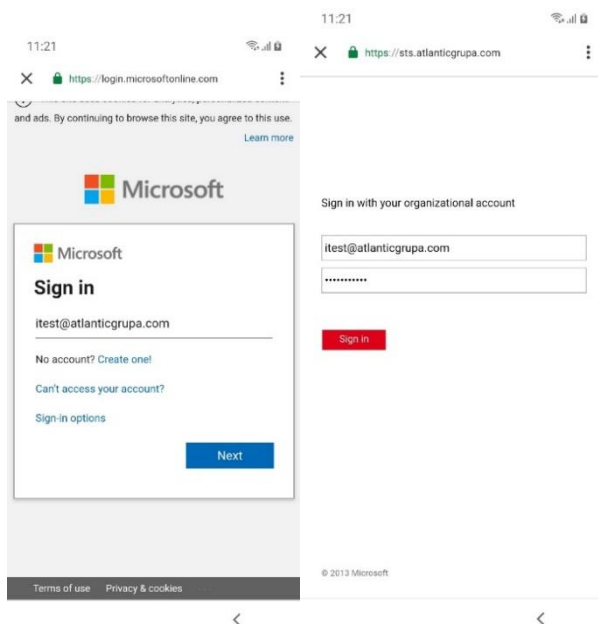 11:21
https://login.microsoftonline.com
and ads. By continuing to browse this site, you agree to this use.
Learn more
Microsoft
Microsoft
Sign in
itest@atlanticgrupa.com
No account? Create one!
Can't access your account?
Sign-in options
Next
Terms of use Privacy & cookies
11:21
https://sts.atlanticgrupa.com
Sign in with your organizational account
itest@atlanticgrupa.com
•••••••••••
Sign in
© 2013 Microsoft